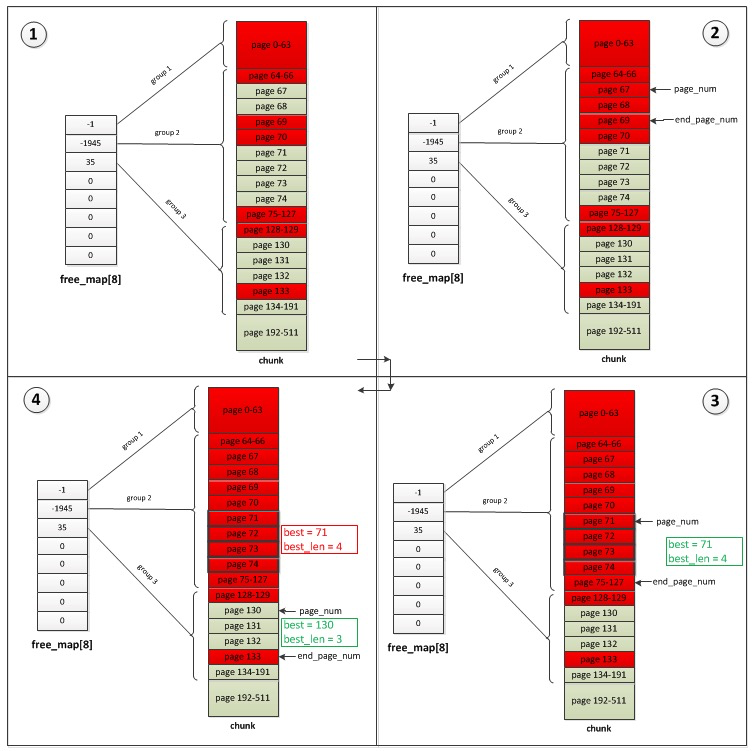 1
group 1
group 2
group 3
-1
-1945
35
0
0
0
0
0
free_map[8]
page 0-63
page 64-66
page 67
page 68
page 69
page 70
page 71
page 72
page 73
page 74
page 75-127
page 128-129
page 130
page 131
page 132
page 133
page 134-191
page 192-511
chunk
2
group 1
group 2
group 3
-1
-1945
35
0
0
0
0
0
free_map[8]
page 0-63
page 64-66
page 67
page 68
page 69
page 70
page 71
page 72
page 73
page 74
page 75-127
page 128-129
page 130
page 131
page 132
page 133
page 134-191
page 192-511
chunk
page_num
end_page_num
4
group 1
group 2
group 3
-1
-1945
35
0
0
0
0
0
free_map[8]
page 0-63
page 64-66
page 67
page 68
page 69
page 70
page 71
page 72
page 73
page 74
page 75-127
page 128-129
page 130
page 131
page 132
page 133
page 134-191
page 192-511
chunk
best = 71
best_len = 4
page_num
best = 130
best_len = 3
end_page_num
3
group 1
group 2
group 3
-1
-1945
35
0
0
0
0
0
free_map[8]
page 0-63
page 64-66
page 67
page 68
page 69
page 70
page 71
page 72
page 73
page 74
page 75-127
page 128-129
page 130
page 131
page 132
page 133
page 134-191
page 192-511
chunk
page_num
best = 71
best_len = 4
end_page_num